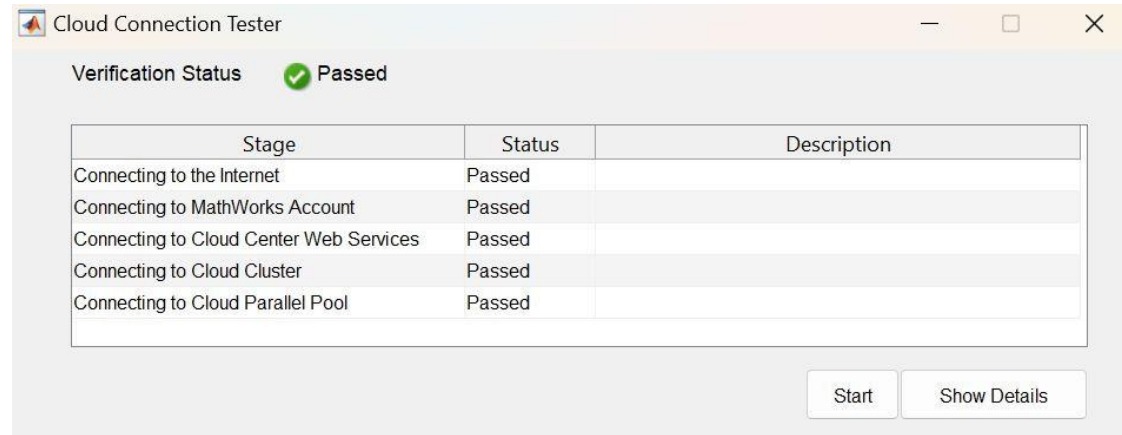 Cloud Connection Tester
Verification Status Passed
Stage Status Description
Connecting to the Internet Passed
Connecting to MathWorks Account Passed
Connecting to Cloud Center Web Services Passed
Connecting to Cloud Cluster Passed
Connecting to Cloud Parallel Pool Passed
Start Show Details